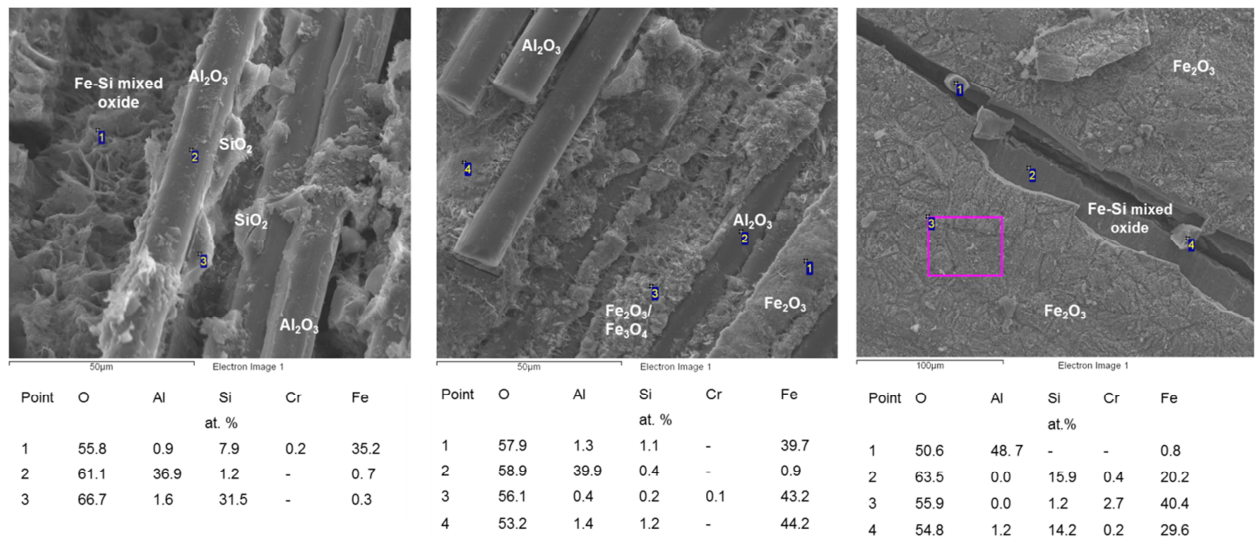 Al2O3
Fe-Si mixed
oxide
1
2
SiO2
SiO2
3
Al2O3
50µm
Electron Image 1
Point O Al Si Cr Fe
at. %
1 55.8 0.9 7.9 0.2 35.2
2 61.1 36.9 1.2 - 0. 7
3 66.7 1.6 31.5 - 0.3
Al2O3
4
Al2O3
2
1
3
Fe2O3/
Fe3O4
Fe2O3
50µm
Electron Image 1
Point O Al Si Cr Fe
at. %
1 57.9 1.3 1.1 - 39.7
2 58.9 39.9 0.4 - 0.9
3 56.1 0.4 0.2 0.1 43.2
4 53.2 1.4 1.2 - 44.2
Fe2O3
1
2
Fe-Si mixed
oxide
3
4
Fe2O3
100µm
Electron Image 1
Point O Al Si Cr Fe
at.%
1 50.6 48. 7 - - 0.8
2 63.5 0.0 15.9 0.4 20.2
3 55.9 0.0 1.2 2.7 40.4
4 54.8 1.2 14.2 0.2 29.6